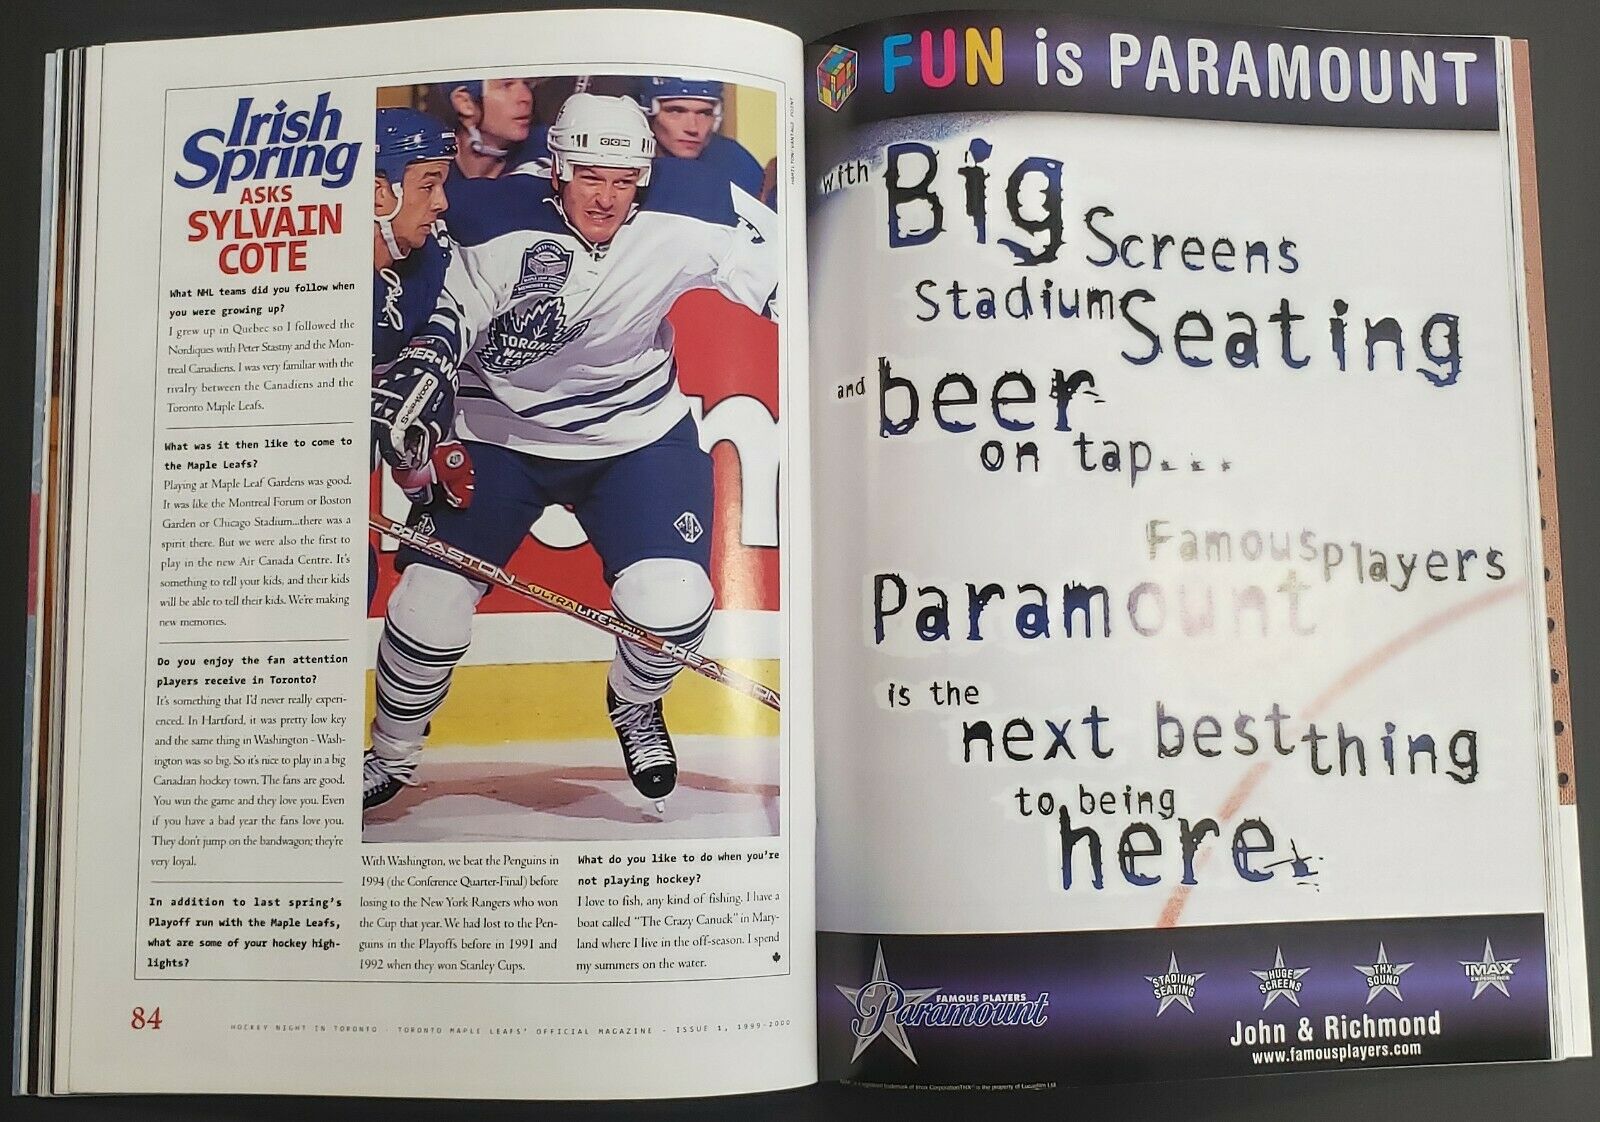 Irish
Spring
ASKS
SYLVAIN
COTE
What NHL teams did you follow when
you were growing up?
I grew up in Quebec so I followed the
Nordiques with Peter Stastny and the Mon-
treal Canadiens. I was very familiar with the
rivalry between the Canadiens and the
Toronto Maple Leafs.
What was it then like to come to
the Maple Leafs?
Playing at Maple Leaf Gardens was good.
It was like the Montreal Forum or Boston
Garden or Chicago Stadium...there was a
spirit there. But we were also the first to
play in the new Air Canada Centre. It's
something to tell your kids, and their kids
will be able to tell their kids. We're making
new memories.
Do you enjoy the fan attention
players receive in Toronto?
It's something that I'd never really experi-
enced. In Hartford, it was pretty low key
and the same thing in Washington - Wash-
ington was so big. So it's nice to play in a big
Canadian hockey town. The fans are good.
You win the game and they love you. Even
if you have a bad year the fans love you.
They don't jump on the bandwagon; they're
very loyal.
In addition to last spring's
Playoff run with the Maple Leafs,
what are some of your hockey high-
lights?
HAMILTON/VANTAGE POINT
CCM
TORONTO
MAPLE
LEAFS
EASTON
ULTRA LITE
EASTON
With Washington, we beat the Penguins in
1994 (the Conference Quarter-Final) before
losing to the New York Rangers who won
the Cup that year. We had lost to the Pen-
guins in the Playoffs before in 1991 and
1992 when they won Stanley Cups.
What do you like to do when you're
not playing hockey?
I love to fish, any kind of fishing. I have a
boat called "The Crazy Canuck" in Mary-
land where I live in the off-season. I spend
my summers on the water.
84
HOCKEY NIGHT IN TORONTO - TORONTO MAPLE LEAFS' OFFICIAL MAGAZINE - ISSUE 1, 1999-2000
FUN is PARAMOUNT
with Big Screens
Stadium Seating
and beer
on tap...
Famous Players
Paramount
is the
next best thing
to being
here.
FAMOUS PLAYERS
Paramount
STADIUM
SEATING
HUGE
SCREENS
THX
SOUND
IMAX
EXPERIENCE
John & Richmond
www.famousplayers.com